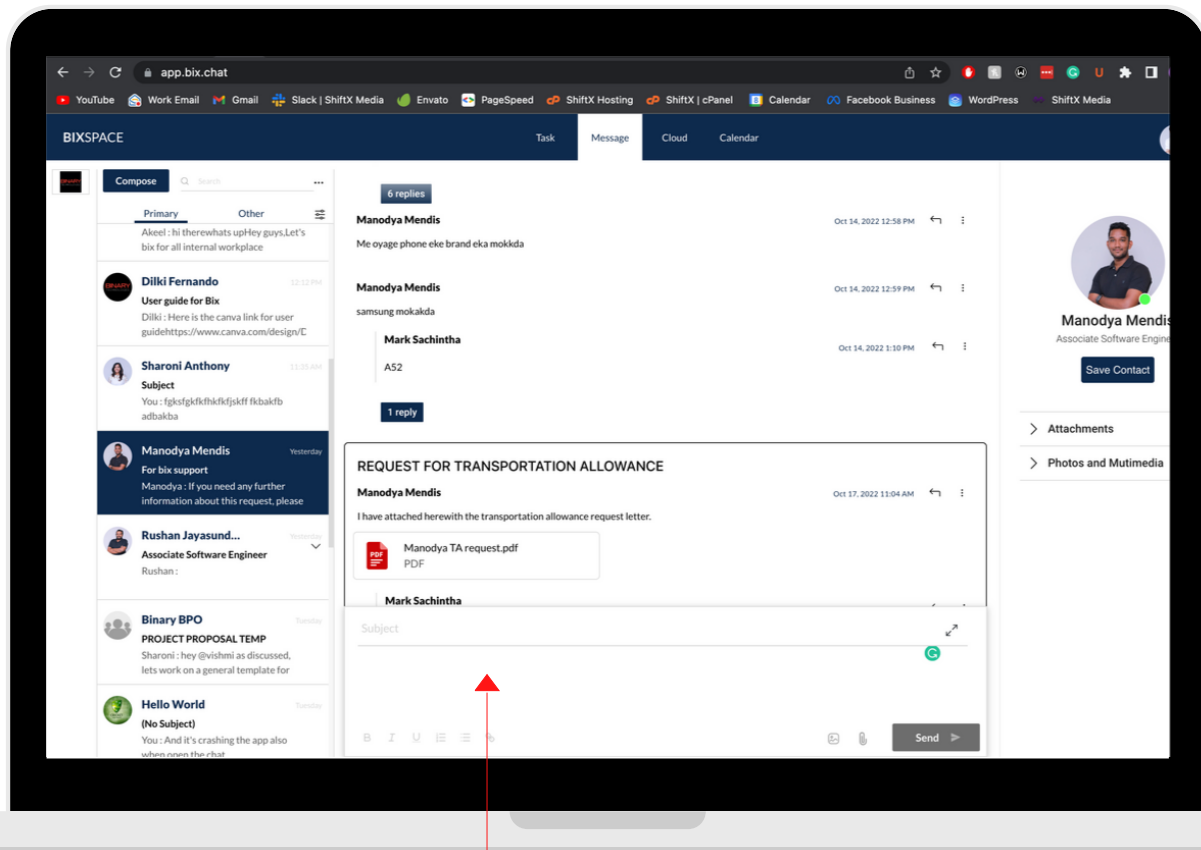 app.bix.chat
YouTube
Work Email
Gmail
Slack | ShiftX Media
Envato
PageSpeed
ShiftX Hosting
ShiftX | cPanel
Calendar
Facebook Business
WordPress
ShiftX Media
BIXSPACE
Task
Message
Cloud
Calendar
Compose
Search
Primary
Other
Akeel : hi therewhats upHey guys,Let's
bix for all internal workplace
Dilki Fernando
12:12 PM
User guide for Bix
Dilki : Here is the canva link for user
guidehttps://www.canva.com/design/
Sharoni Anthony
11:15 AM
Subject
You : fgksfgkfkfhkfkfjskff fkbakfb
adbakba
Manodya Mendis
Yesterday
For bix support
Manodya : If you need any further
information about this request, please
Rushan Jayasund...
Yesterday
Associate Software Engineer
Rushan :
Binary BPO
Tuesday
PROJECT PROPOSAL TEMP
Sharoni : hey @vishmi as discussed,
lets work on a general template for
Hello World
Tuesday
(No Subject)
You : And it's crashing the app also
when open the chat
6 replies
Manodya Mendis
Oct 14, 2022 12:58 PM
Me oyage phone eke brand eka mokkda
Manodya Mendis
Oct 14, 2022 12:59 PM
samsung mokakda
Mark Sachintha
Oct 14, 2022 1:10 PM
A52
1 reply
REQUEST FOR TRANSPORTATION ALLOWANCE
Manodya Mendis
Oct 17, 2022 11:04 AM
I have attached herewith the transportation allowance request letter.
PDF
Manodya TA request.pdf
PDF
Mark Sachintha
Subject
B I U
Send
Manodya Mendis
Associate Software Engine
Save Contact
Attachments
Photos and Mutimedia